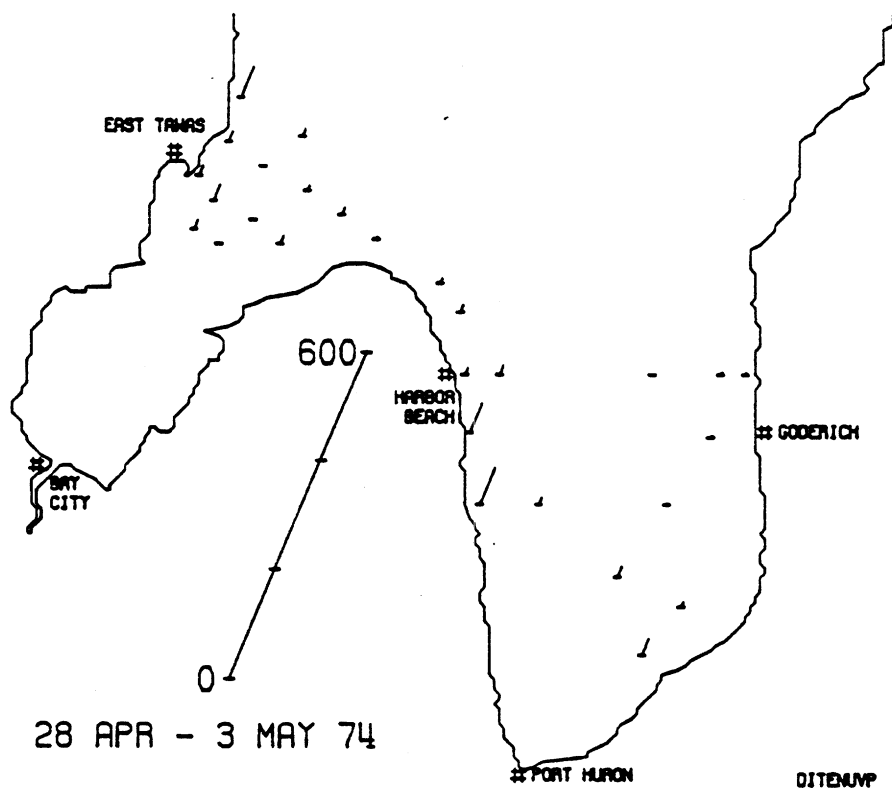 EAST TAWAS
600
HARBOR
BEACH
GODERICH
BAY
CITY
0
28 APR - 3 MAY 74
PORT HURON
DITENUVP